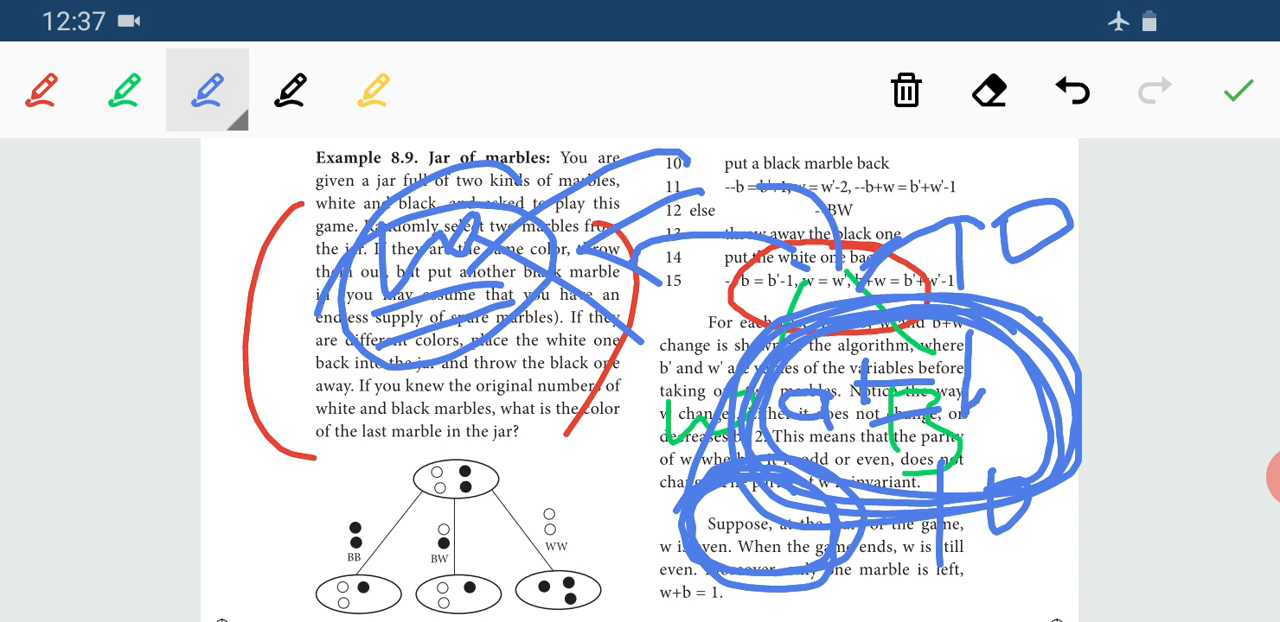 12:37
Example 8.9. Jar of marbles: You are
given a jar full of two kinds of marbles,
white and black, and asked to play this
game. Randomly select two marbles from
the jar. If they are the same color, throw
them out, but put another black marble
in (you may assume that you have an
endless supply of spare marbles). If they
are different colors, place the white one
back into the jar and throw the black one
away. If you knew the original numbers of
white and black marbles, what is the color
of the last marble in the jar?
BB
BW
WW
10 put a black marble back
11 --b = b'+1, w = w'-2, --b+w = b'+w'-1
12 else --BW
13 throw away the black one
14 put the white one back
15 --b = b'-1, w = w', b+w = b'+w'-1
For each and b+w
change is shown in the algorithm, where
b' and w' are values of the variables before
taking out marbles. Notice the way
w changes. Either it does not change, or
decreases by 2. This means that the parity
of w, whether it is odd or even, does not
change. The parity of w is invariant.
Suppose, at the start of the game,
w is even. When the game ends, w is still
even. Moreover, only one marble is left,
w+b = 1.